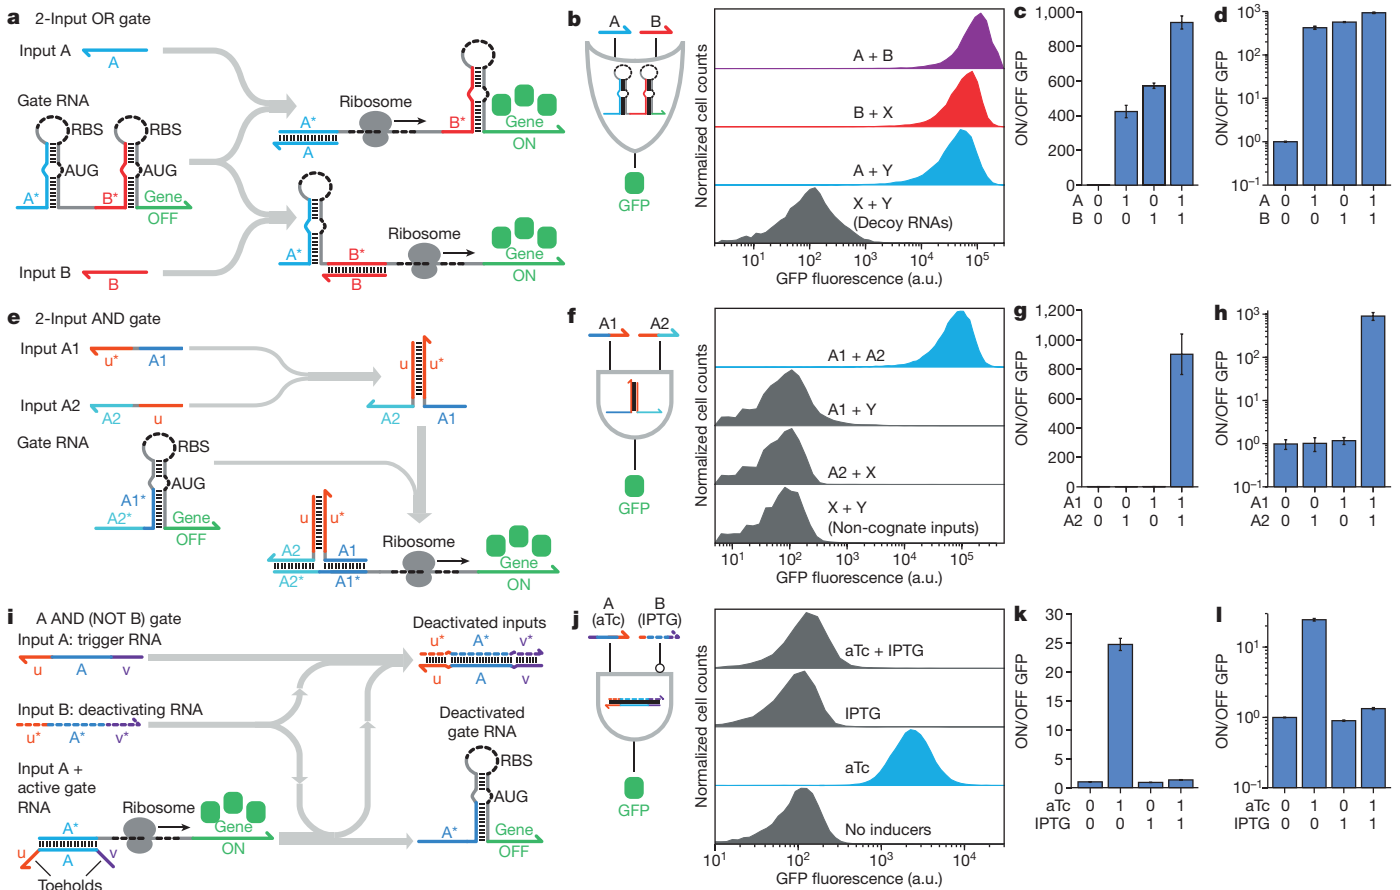 a 2-Input OR gate
Input A
A
Gate RNA
RBS
RBS
AUG
AUG
A*
B*
Gene
OFF
Input B
B
Ribosome
A*
A
B*
Gene
ON
Ribosome
A*
B*
B
Gene
ON
b
A
B
GFP
Normalized cell counts
A + B
B + X
A + Y
X + Y
(Decoy RNAs)
10¹ 10² 10³ 10⁴ 10⁵
GFP fluorescence (a.u.)
c
ON/OFF GFP
1,000
800
600
400
200
0
A 0 1 0 1
B 0 0 1 1
d
ON/OFF GFP
10³
10²
10¹
10⁰
10⁻¹
A 0 1 0 1
B 0 0 1 1
e 2-Input AND gate
Input A1
u* A1
Input A2
A2 u
Gate RNA
RBS
AUG
A1*
A2*
Gene
OFF
u u*
A2 A1
u u*
A2 A1
A2* A1*
Ribosome
Gene
ON
f
A1 A2
GFP
Normalized cell counts
A1 + A2
A1 + Y
A2 + X
X + Y
(Non-cognate inputs)
10¹ 10² 10³ 10⁴ 10⁵
GFP fluorescence (a.u.)
g
ON/OFF GFP
1,200
1,000
800
600
400
200
0
A1 0 0 1 1
A2 0 1 0 1
h
ON/OFF GFP
10³
10²
10¹
10⁰
10⁻¹
A1 0 0 1 1
A2 0 1 0 1
i A AND (NOT B) gate
Input A: trigger RNA
u A v
Input B: deactivating RNA
u* A* v*
Input A +
active gate
RNA
A*
u A v
Toeholds
Ribosome
Gene
ON
Deactivated inputs
u* A* v*
u A v
Deactivated
gate RNA
RBS
AUG
A*
Gene
OFF
j
A
(aTc)
B
(IPTG)
GFP
Normalized cell counts
aTc + IPTG
IPTG
aTc
No inducers
10¹ 10² 10³ 10⁴
GFP fluorescence (a.u.)
k
ON/OFF GFP
30
25
20
15
10
5
0
aTc 0 1 0 1
IPTG 0 0 1 1
l
ON/OFF GFP
10¹
10⁰
10⁻¹
aTc 0 1 0 1
IPTG 0 0 1 1